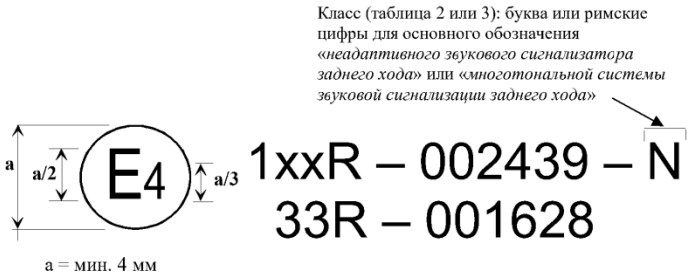 Класс (таблица 2 или 3): буква или римские
цифры для основного обозначения
«неадаптивного звукового сигнализатора
заднего хода» или «многотональной системы
звуковой сигнализации заднего хода»
a a/2 E4 a/3 1xxR – 002439 – N
33R – 001628
a = мин. 4 мм